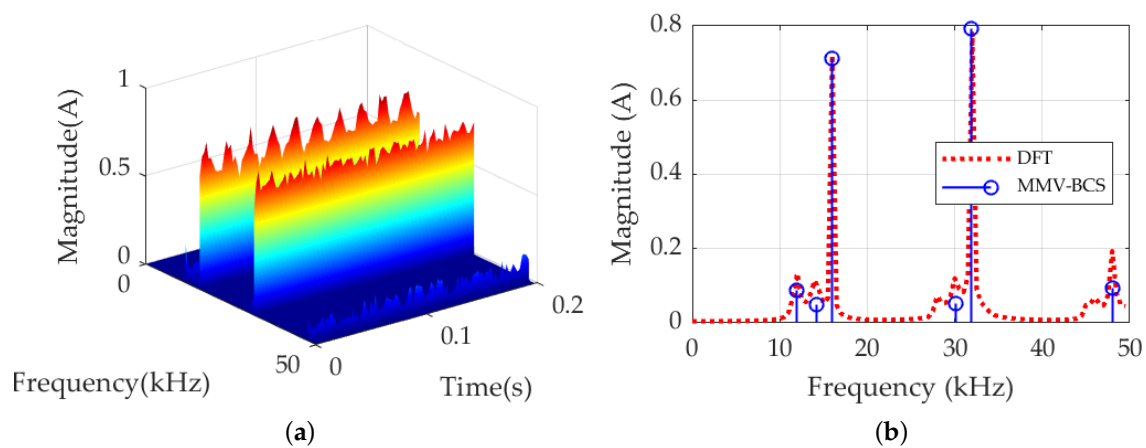 1
0.5
0
Magnitude(A)
0
50
Frequency(kHz)
0
0.1
0.2
Time(s)
(a)
0.8
0.6
0.4
0.2
0
Magnitude (A)
DFT
MMV-BCS
0 10 20 30 40 50
Frequency (kHz)
(b)